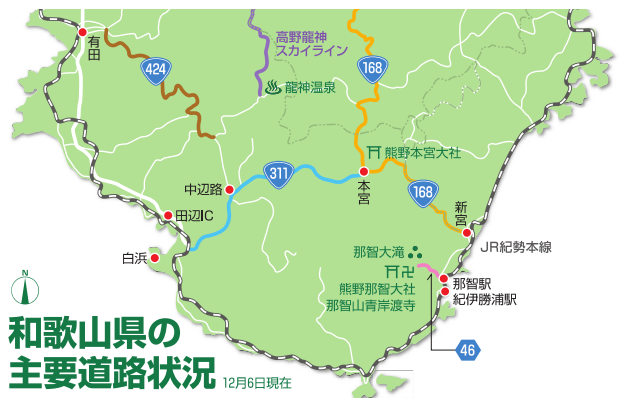 有田
424
高野龍神
スカイライン
168
龍神温泉
熊野本宮大社
311
中辺路
本宮
168
新宮
田辺IC
白浜
JR紀勢本線
那智大滝
卍
熊野那智大社
那智山青岸渡寺
那智駅
紀伊勝浦駅
46
N
和歌山県の
主要道路状況
12月6日現在